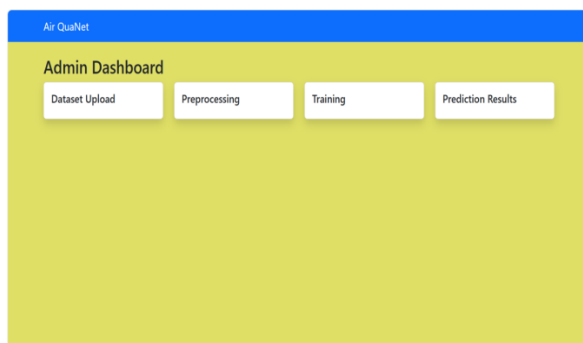 Air QuaNet
Admin Dashboard
Dataset Upload
Preprocessing
Training
Prediction Results